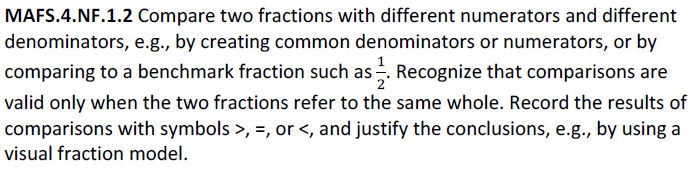 MAFS.4.NF.1.2 Compare two fractions with different numerators and different
denominators, e.g., by creating common denominators or numerators, or by
comparing to a benchmark fraction such as 1/2. Recognize that comparisons are
valid only when the two fractions refer to the same whole. Record the results of
comparisons with symbols >, =, or <, and justify the conclusions, e.g., by using a
visual fraction model.